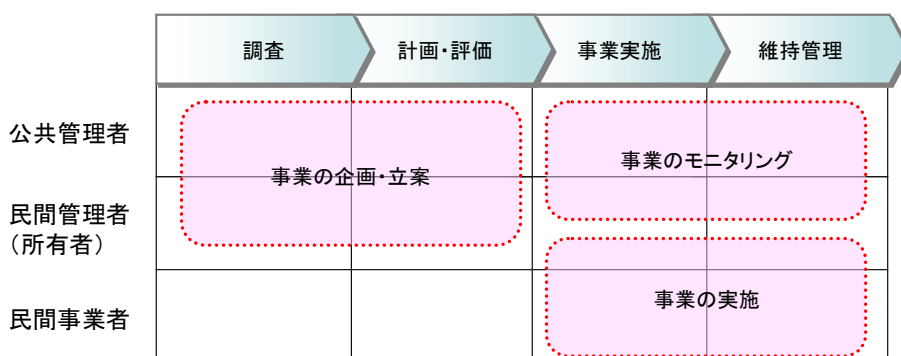 調査
計画・評価
事業実施
維持管理
公共管理者
事業の企画・立案
事業のモニタリング
民間管理者
（所有者）
民間事業者
事業の実施